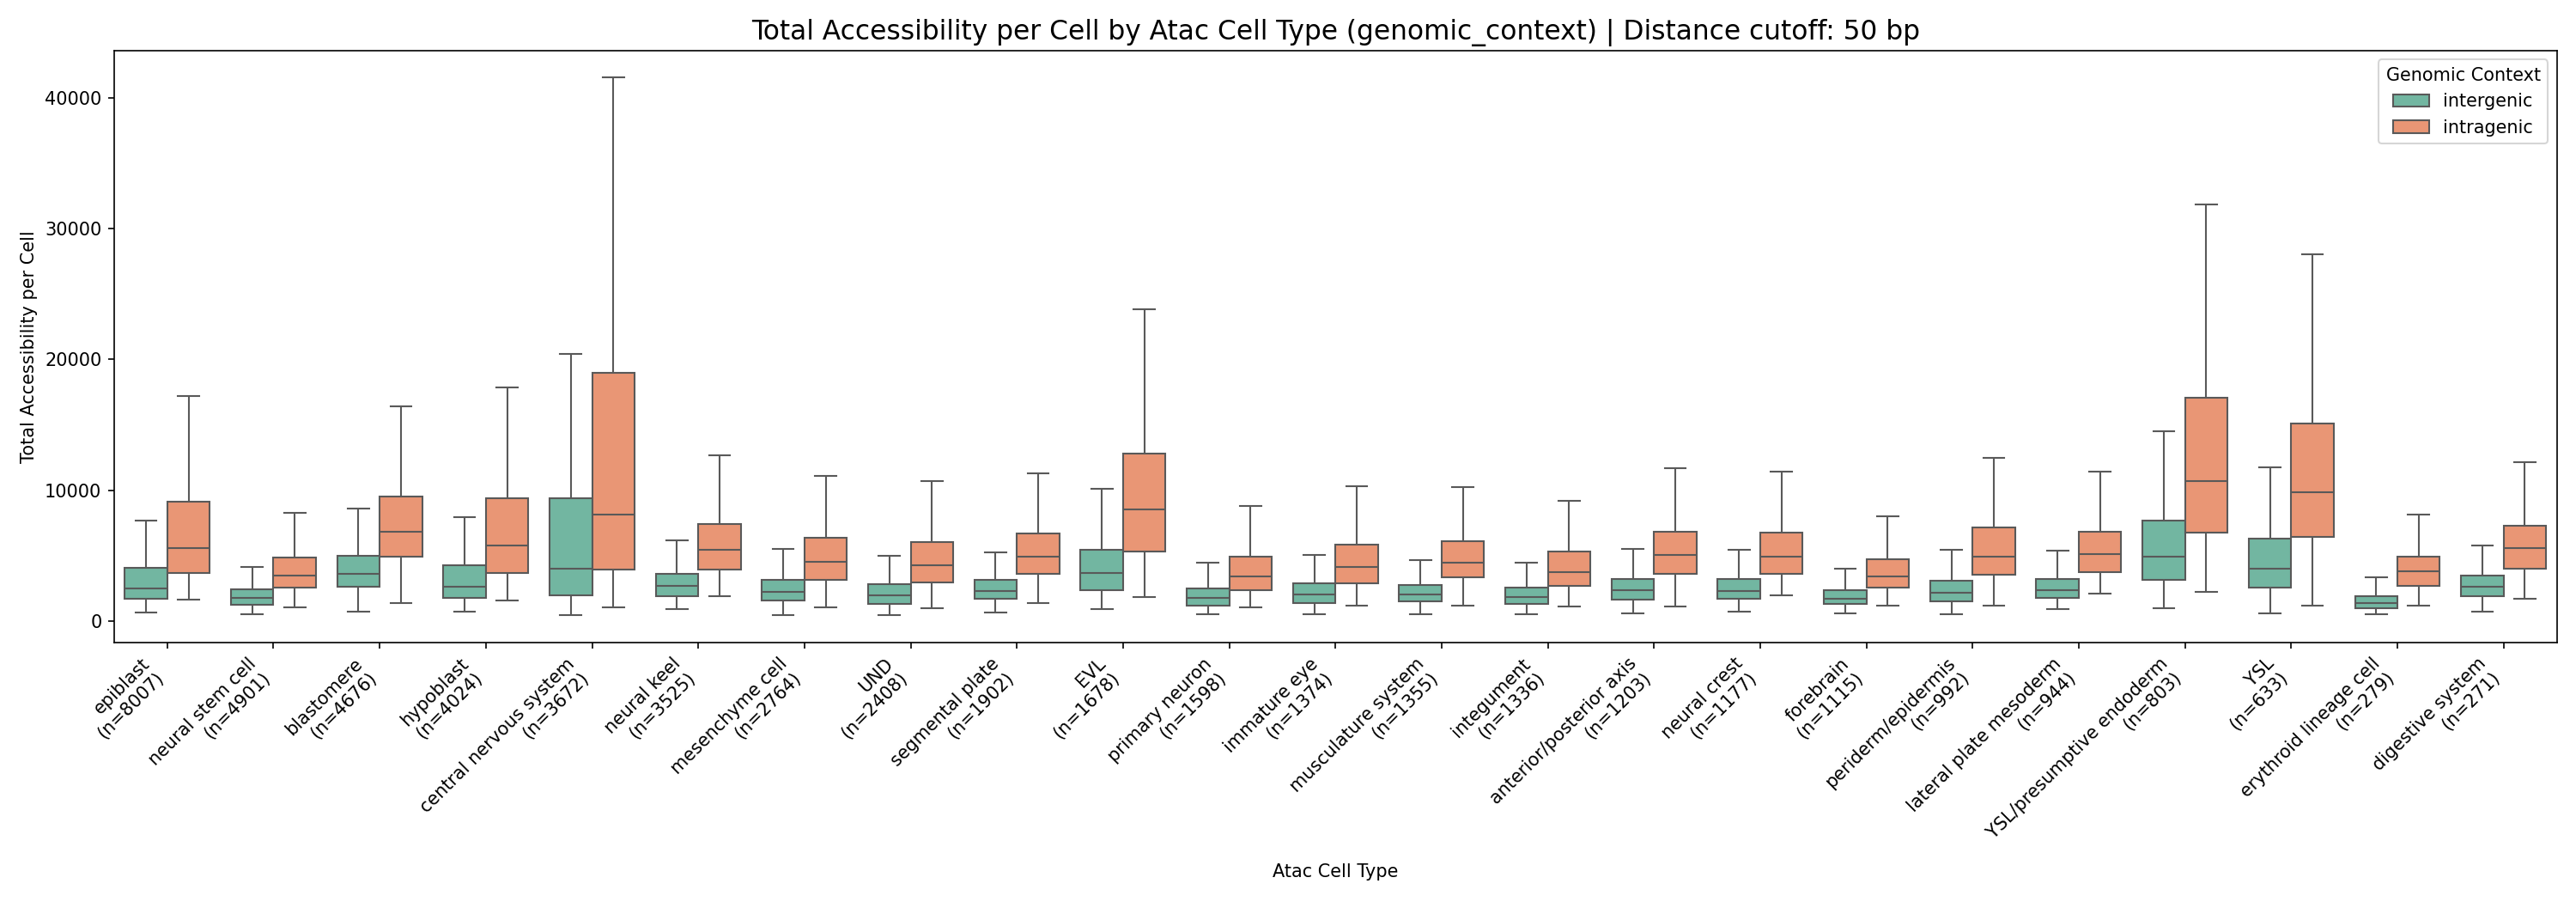 Total Accessibility per Cell by Atac Cell Type (genomic_context) | Distance cutoff: 50 bp
Genomic Context
intergenic
intragenic
Total Accessibility per Cell
40000
30000
20000
10000
0
epiblast
(n=8007)
neural stem cell
(n=4901)
blastomere
(n=4676)
hypoblast
(n=4024)
central nervous system
(n=3672)
neural keel
(n=3525)
mesenchyme cell
(n=2764)
UND
(n=2408)
segmental plate
(n=1902)
EVL
(n=1678)
primary neuron
(n=1598)
immature eye
(n=1374)
musculature system
(n=1355)
integument
(n=1336)
anterior/posterior axis
(n=1203)
neural crest
(n=1177)
forebrain
(n=1115)
periderm/epidermis
(n=992)
lateral plate mesoderm
(n=944)
YSL/presumptive endoderm
(n=803)
YSL
(n=633)
erythroid lineage cell
(n=279)
digestive system
(n=271)
Atac Cell Type